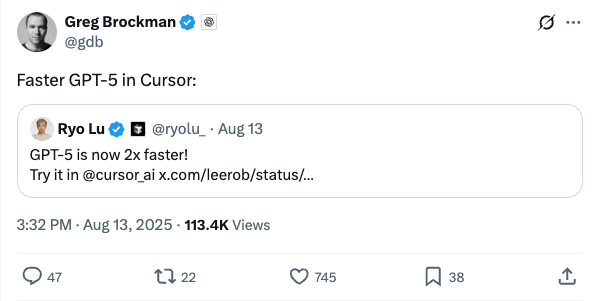 Greg Brockman
@gdb
Faster GPT-5 in Cursor:
Ryo Lu @ryolu_ · Aug 13
GPT-5 is now 2x faster!
Try it in @cursor_ai x.com/leerob/status/...
3:32 PM · Aug 13, 2025 · 113.4K Views
47 22 745 38